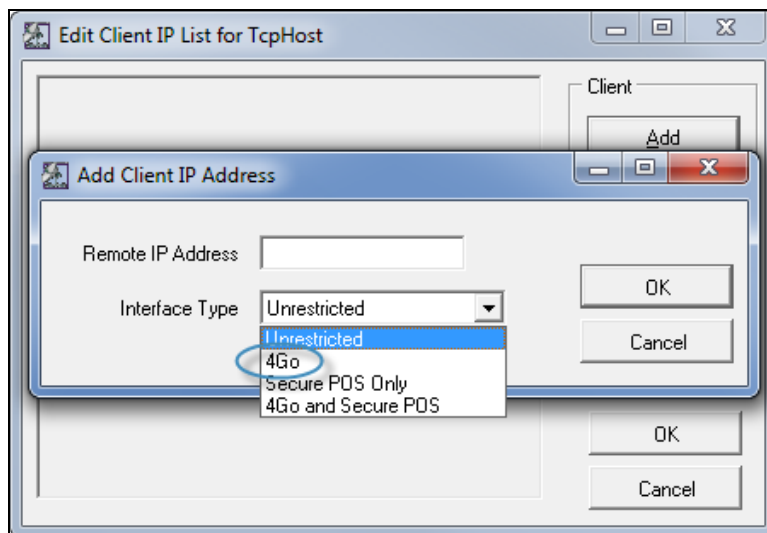 Edit Client IP List for TcpHost
Client
Add
Add Client IP Address
Remote IP Address
Interface Type Unrestricted
Unrestricted
4Go
Secure POS Only
4Go and Secure POS
OK
Cancel
OK
Cancel